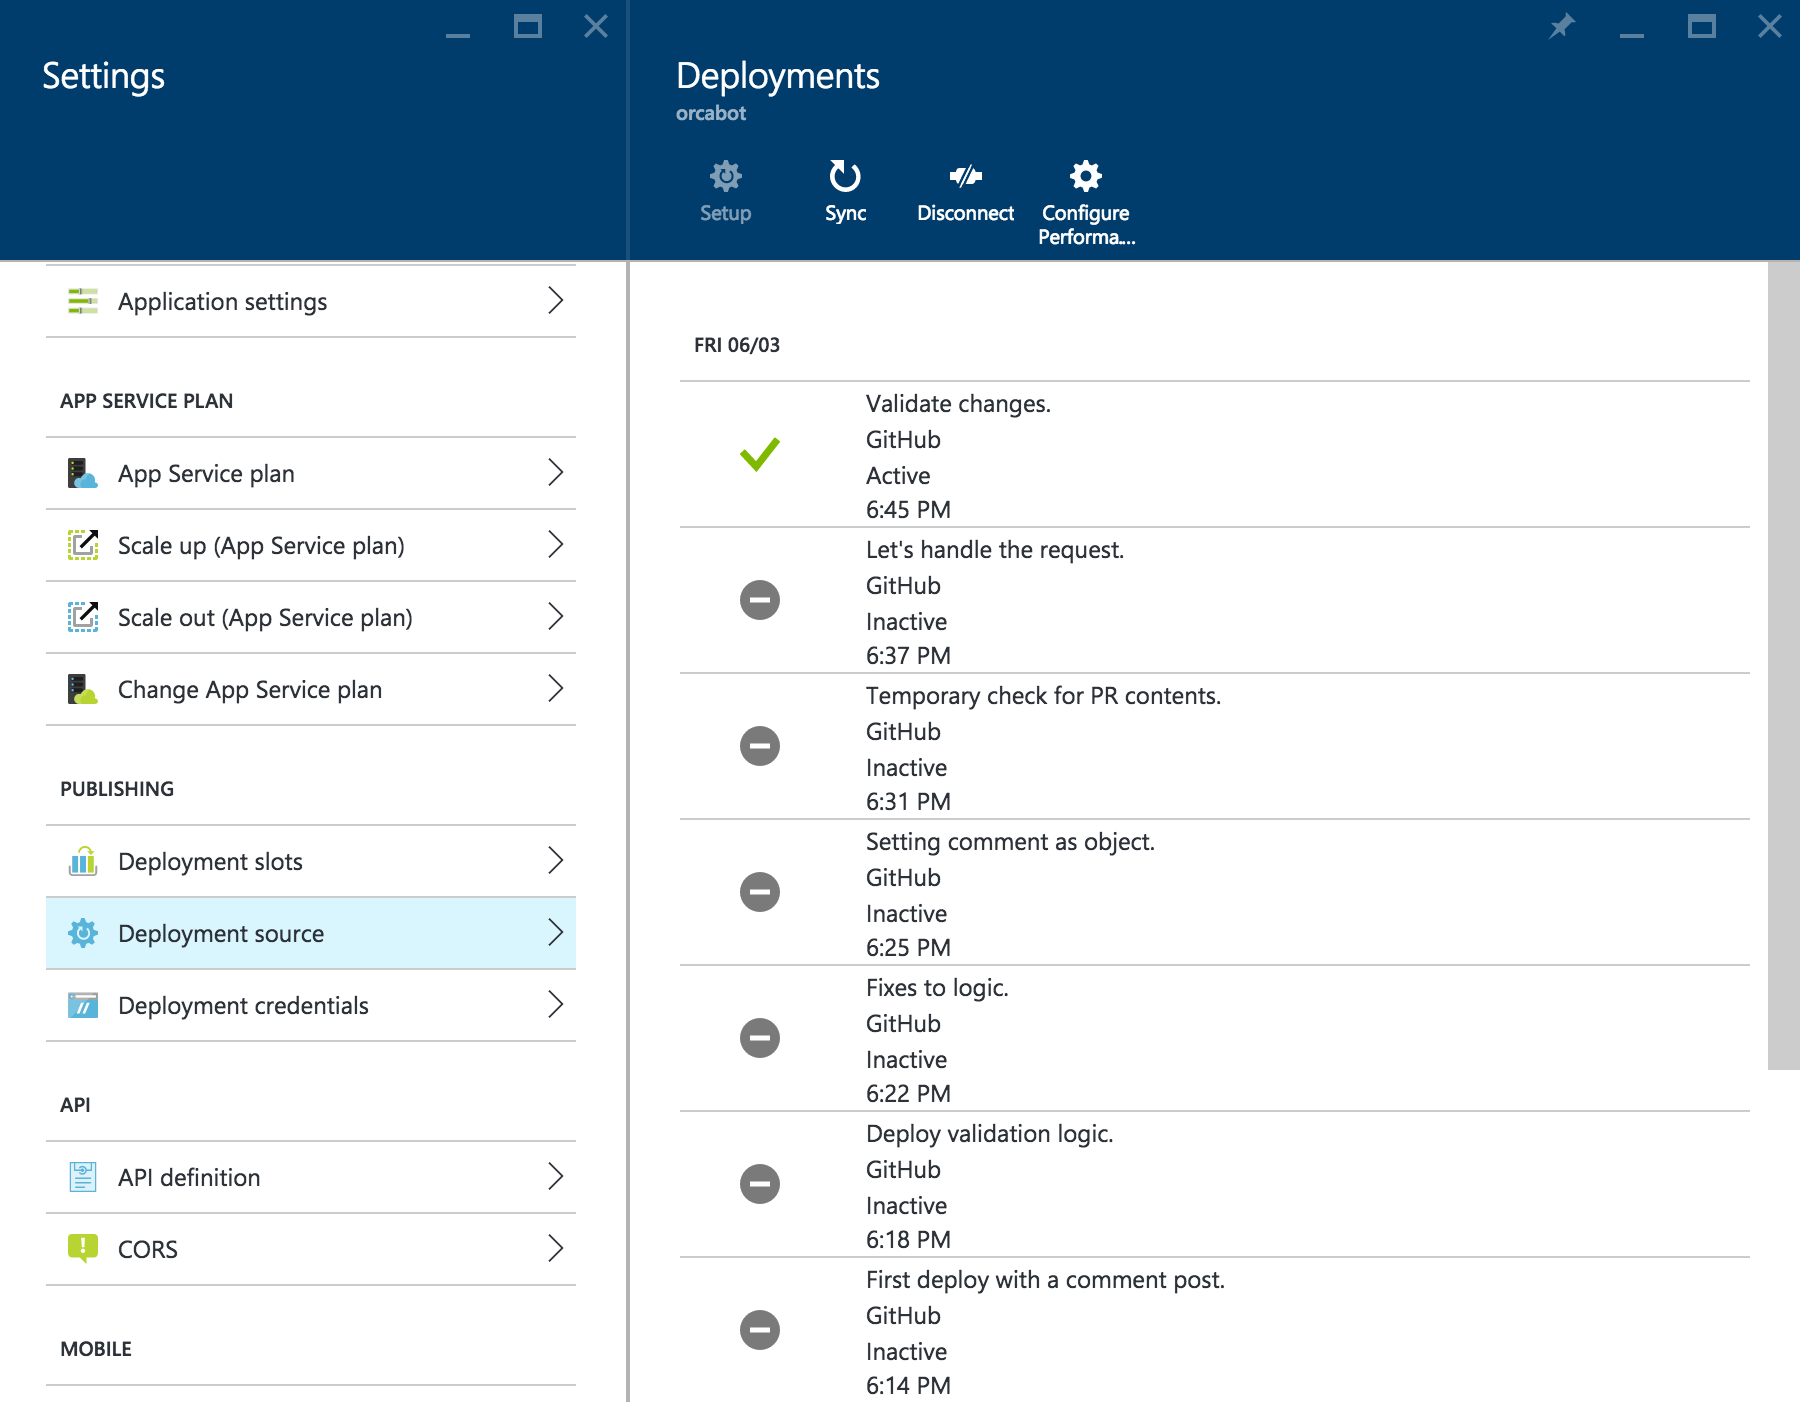 Settings
Application settings
APP SERVICE PLAN
App Service plan
Scale up (App Service plan)
Scale out (App Service plan)
Change App Service plan
PUBLISHING
Deployment slots
Deployment source
Deployment credentials
API
API definition
CORS
MOBILE
Deployments
orcabot
Setup
Sync
Disconnect
Configure
Performa....
FRI 06/03
Validate changes.
GitHub
Active
6:45 PM
Let's handle the request.
GitHub
Inactive
6:37 PM
Temporary check for PR contents.
GitHub
Inactive
6:31 PM
Setting comment as object.
GitHub
Inactive
6:25 PM
Fixes to logic.
GitHub
Inactive
6:22 PM
Deploy validation logic.
GitHub
Inactive
6:18 PM
First deploy with a comment post.
GitHub
Inactive
6:14 PM